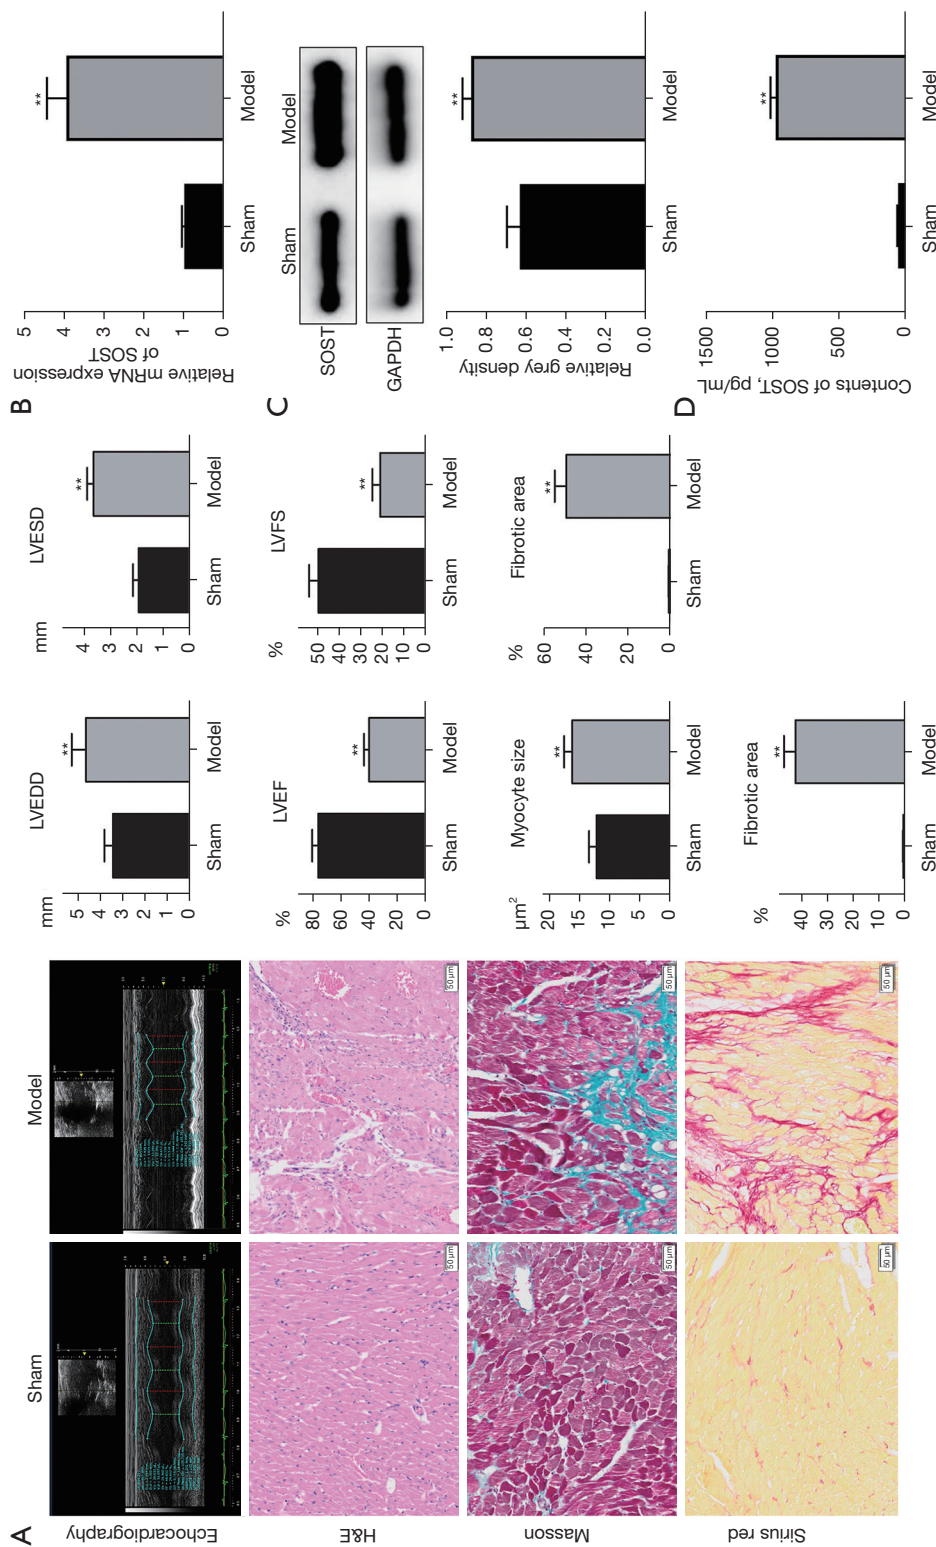 A
Sham
Model
Echocardiography
H&E
50 μm
50 μm
Masson
50 μm
50 μm
Sirius red
50 μm
50 μm
LVEDD
mm
5
4
3
2
1
0
**
Sham
Model
LVESD
mm
4
3
2
1
0
**
Sham
Model
LVEF
%
80
60
40
20
0
**
Sham
Model
LVFS
%
50
40
30
20
10
0
**
Sham
Model
Myocyte size
μm²
20
15
10
5
0
**
Sham
Model
Fibrotic area
%
60
40
20
0
**
Sham
Model
Fibrotic area
%
40
30
20
10
0
**
Sham
Model
B
Relative mRNA expression
of SOST
5
4
3
2
1
0
**
Sham
Model
C
Sham
Model
SOST
GAPDH
Relative grey density
1.0
0.8
0.6
0.4
0.2
0.0
**
Sham
Model
D
Contents of SOST, pg/mL
1500
1000
500
0
**
Sham
Model